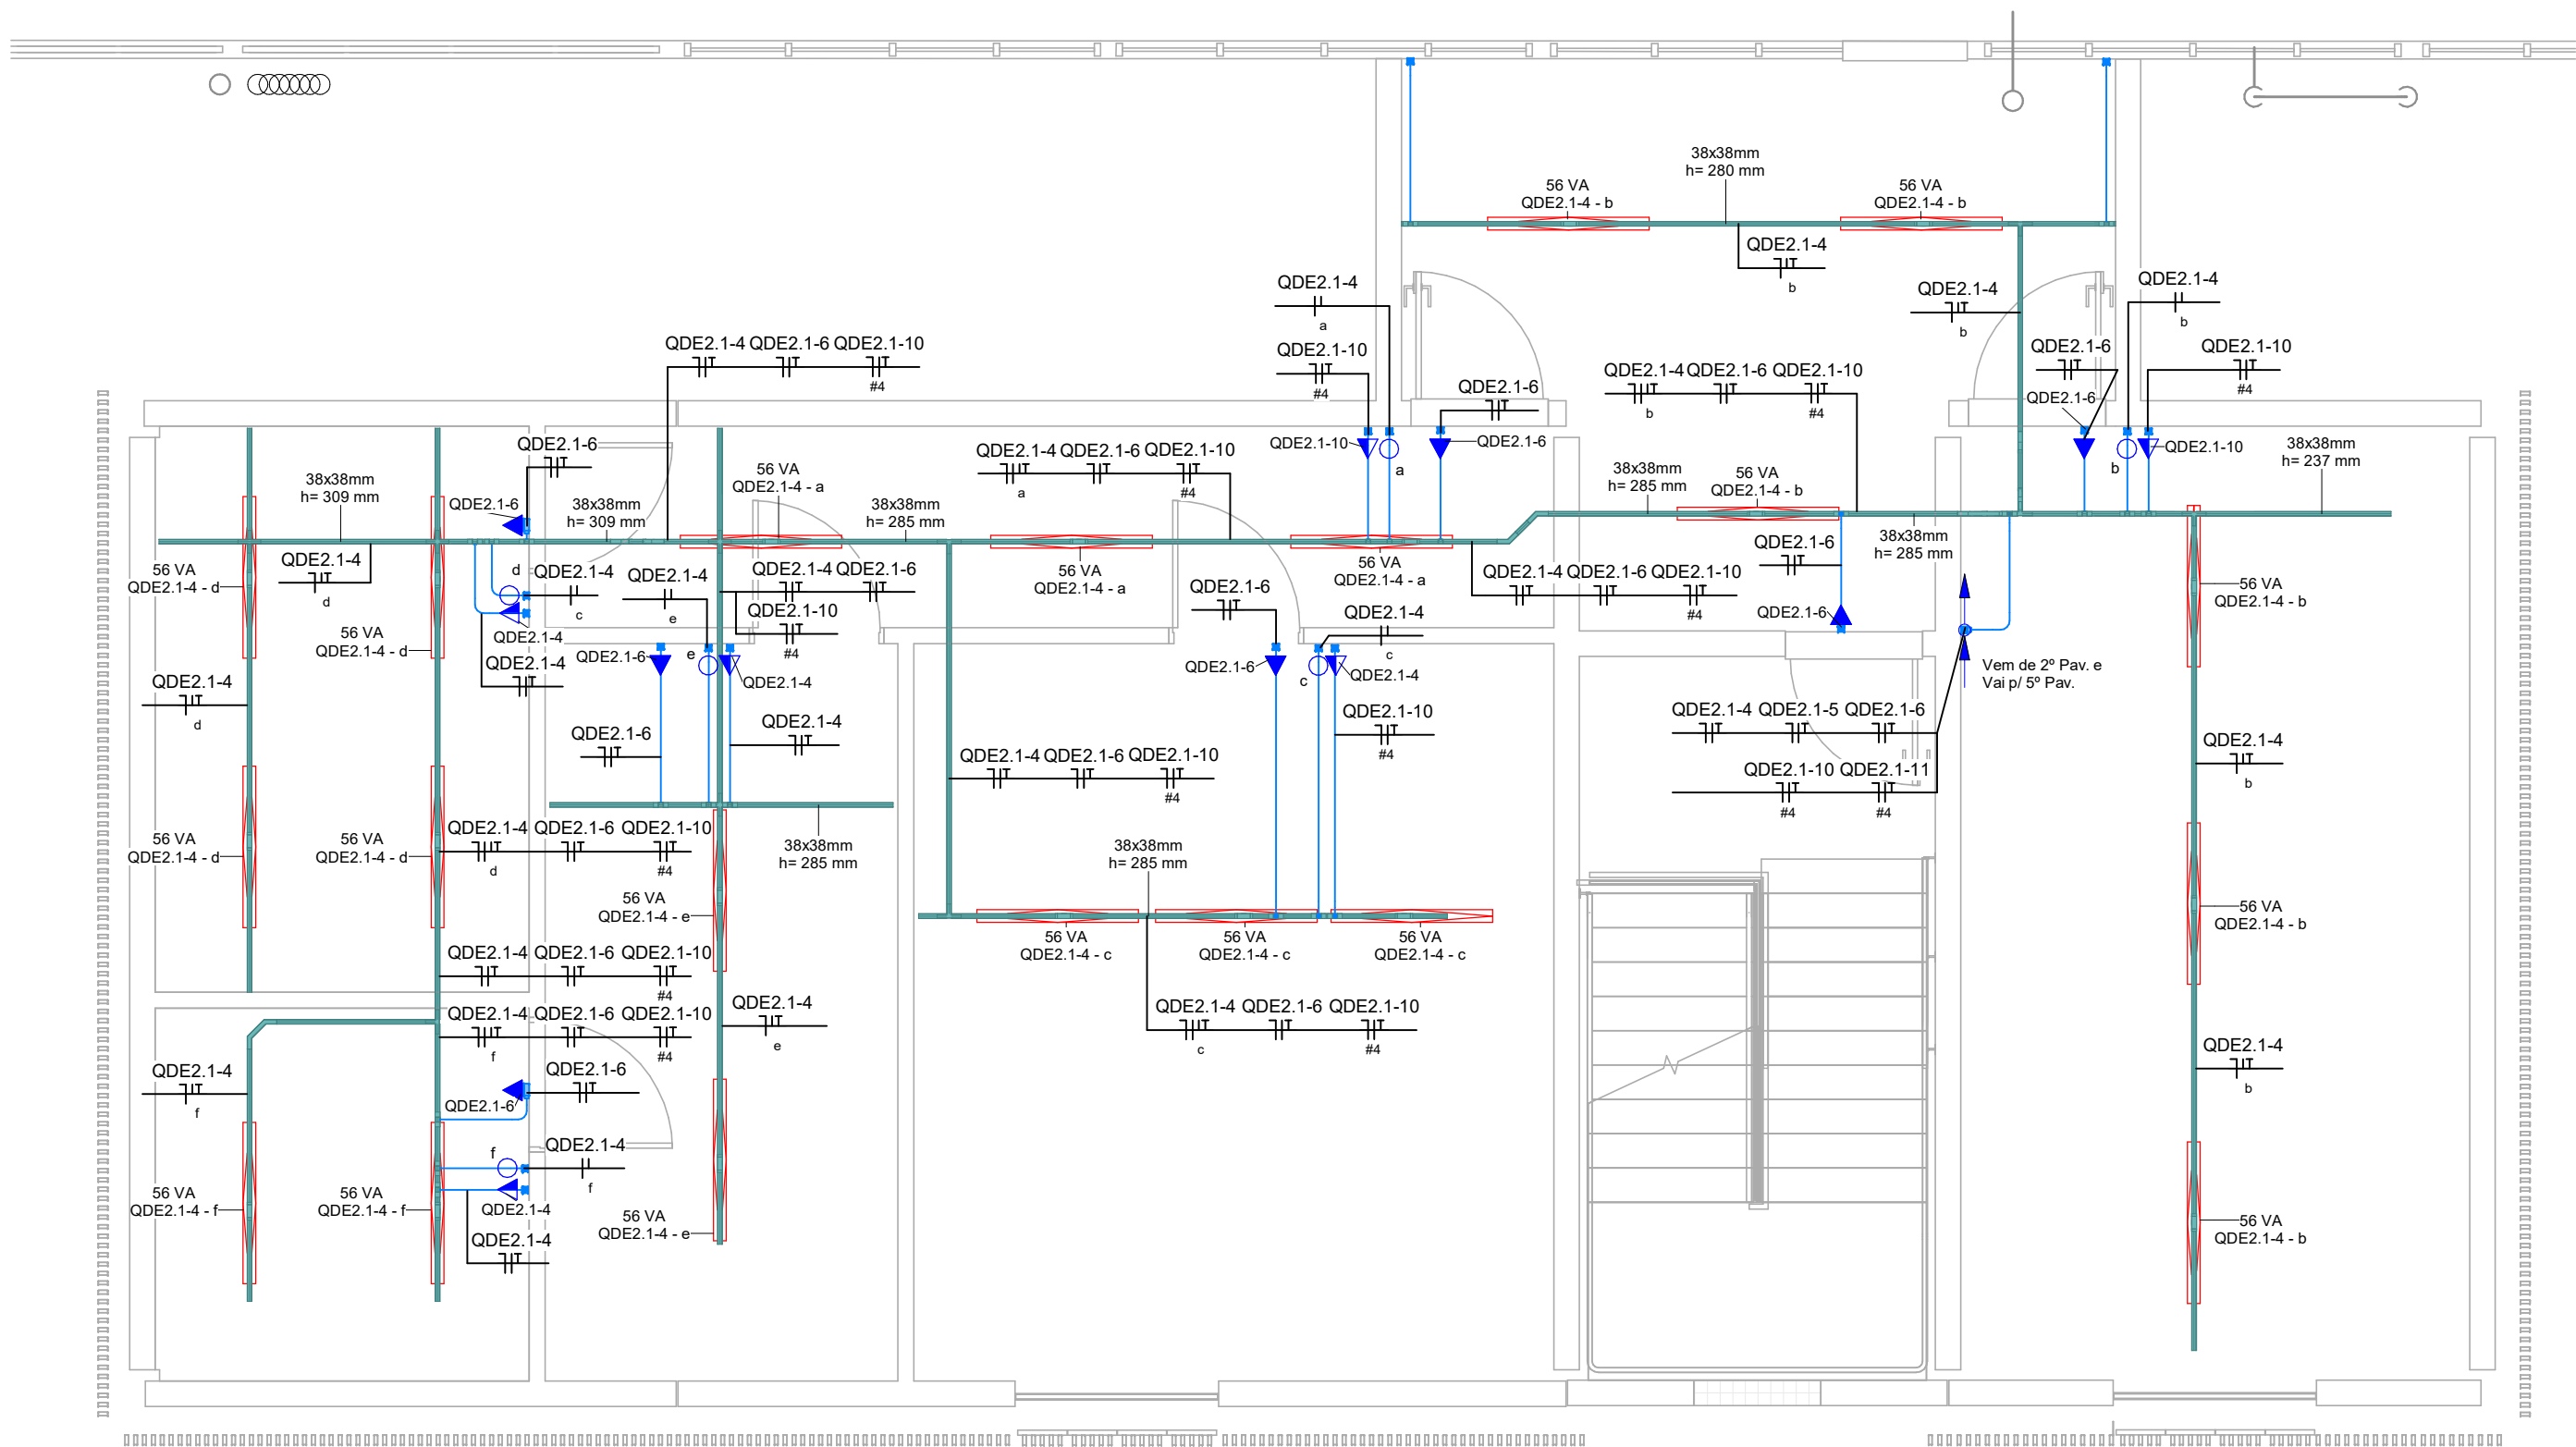 38x38mm
h= 280 mm
56 VA
QDE2.1-4 - b
56 VA
QDE2.1-4 - b
QDE2.1-4
b
QDE2.1-4
a
QDE2.1-4
b
QDE2.1-4
b
QDE2.1-4 QDE2.1-6 QDE2.1-10
#4
QDE2.1-10
#4
QDE2.1-6
QDE2.1-4 QDE2.1-6 QDE2.1-10
b
#4
QDE2.1-6
QDE2.1-10
#4
QDE2.1-6
QDE2.1-6
QDE2.1-10
a
QDE2.1-6
b
QDE2.1-10
38x38mm
h= 237 mm
38x38mm
h= 309 mm
QDE2.1-6
38x38mm
h= 309 mm
56 VA
QDE2.1-4 - a
38x38mm
h= 285 mm
QDE2.1-4 QDE2.1-6 QDE2.1-10
a
#4
38x38mm
h= 285 mm
56 VA
QDE2.1-4 - b
38x38mm
h= 285 mm
QDE2.1-4
d
56 VA
QDE2.1-4 - d
d
QDE2.1-4
c
QDE2.1-4
e
QDE2.1-4 QDE2.1-6
QDE2.1-10
#4
56 VA
QDE2.1-4 - a
56 VA
QDE2.1-4 - a
QDE2.1-4 QDE2.1-6 QDE2.1-10
#4
QDE2.1-6
QDE2.1-6
56 VA
QDE2.1-4 - b
QDE2.1-6
QDE2.1-4
c
56 VA
QDE2.1-4 - d
QDE2.1-4
QDE2.1-4
QDE2.1-6
e
QDE2.1-4
QDE2.1-6
c
QDE2.1-4
Vem de 2º Pav. e
Vai p/ 5º Pav.
QDE2.1-4
d
QDE2.1-6
QDE2.1-4
QDE2.1-10
#4
QDE2.1-4 QDE2.1-5 QDE2.1-6
QDE2.1-10 QDE2.1-11
#4
#4
QDE2.1-4
b
QDE2.1-4 QDE2.1-6 QDE2.1-10
#4
56 VA
QDE2.1-4 - d
56 VA
QDE2.1-4 - d
QDE2.1-4 QDE2.1-6 QDE2.1-10
d
#4
38x38mm
h= 285 mm
38x38mm
h= 285 mm
56 VA
QDE2.1-4 - e
56 VA
QDE2.1-4 - b
56 VA
QDE2.1-4 - c
56 VA
QDE2.1-4 - c
56 VA
QDE2.1-4 - c
QDE2.1-4 QDE2.1-6 QDE2.1-10
#4
QDE2.1-4 QDE2.1-6 QDE2.1-10
f
#4
QDE2.1-4
e
QDE2.1-4 QDE2.1-6 QDE2.1-10
c
#4
QDE2.1-4
b
QDE2.1-4
f
QDE2.1-6
QDE2.1-6
f
QDE2.1-4
f
56 VA
QDE2.1-4 - f
56 VA
QDE2.1-4 - f
QDE2.1-4
QDE2.1-4
56 VA
QDE2.1-4 - e
56 VA
QDE2.1-4 - b